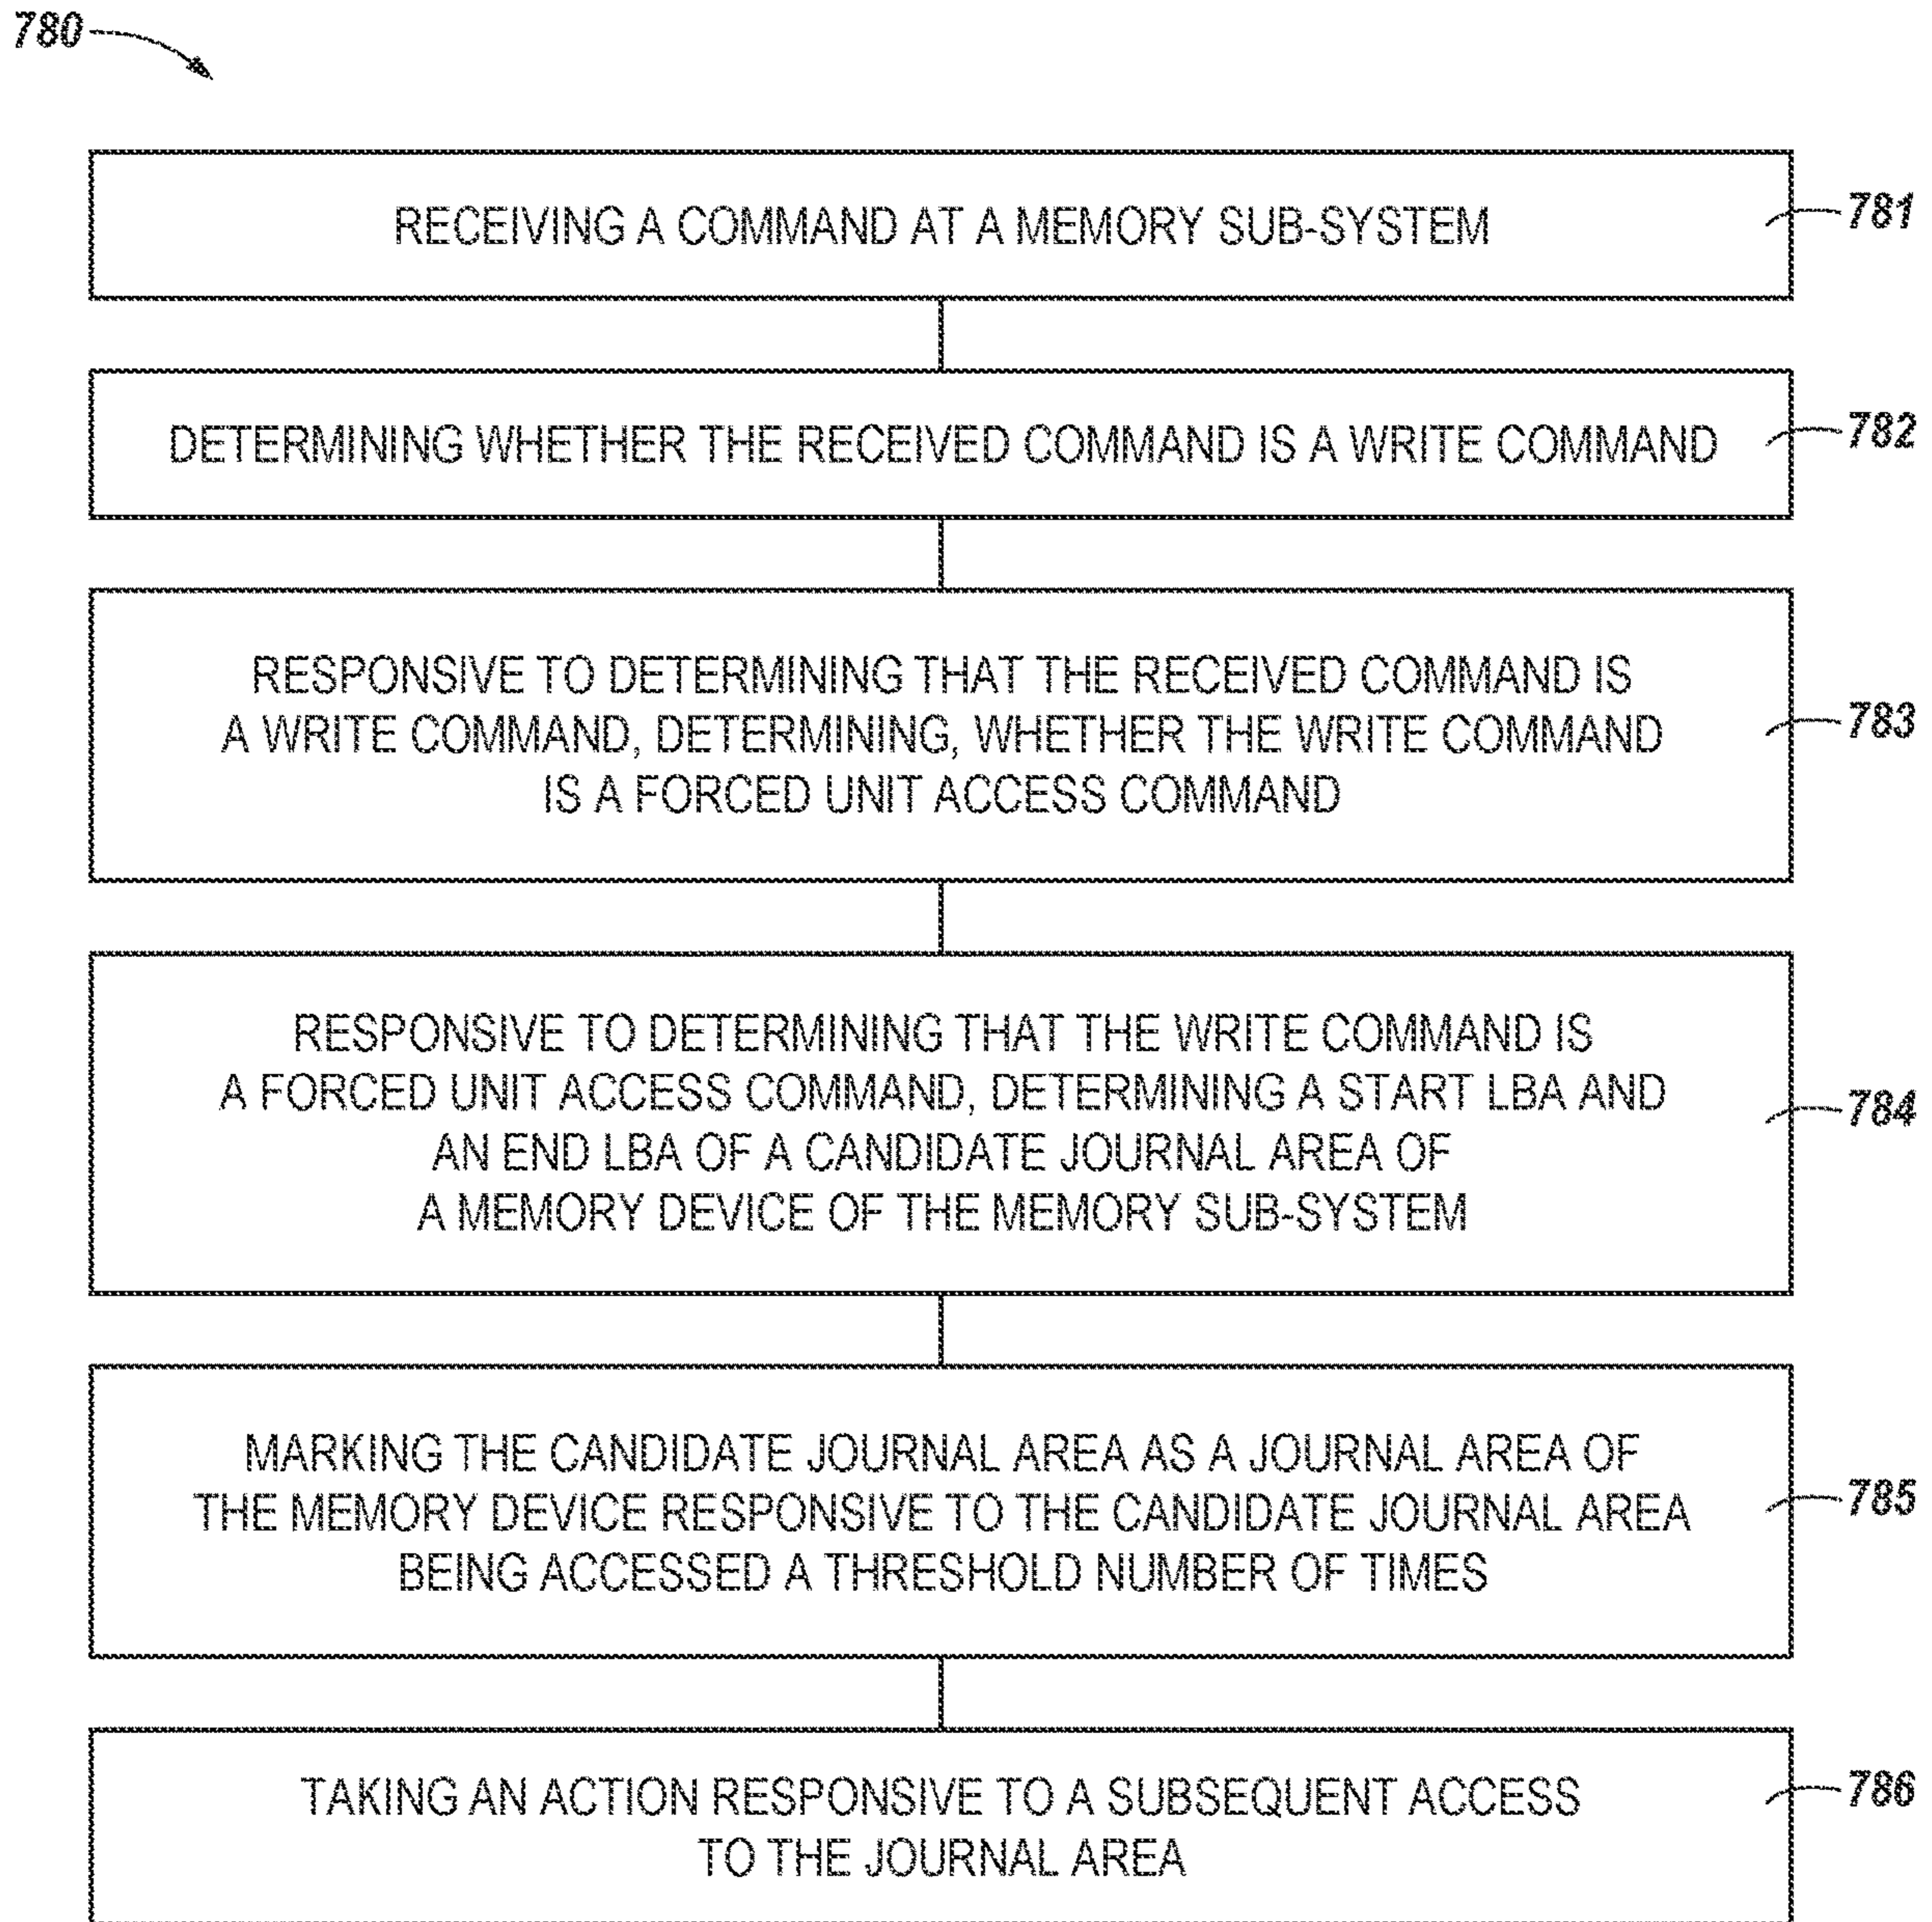 780
RECEIVING A COMMAND AT A MEMORY SUB-SYSTEM
781
DETERMINING WHETHER THE RECEIVED COMMAND IS A WRITE COMMAND
782
RESPONSIVE TO DETERMINING THAT THE RECEIVED COMMAND IS
A WRITE COMMAND, DETERMINING, WHETHER THE WRITE COMMAND
IS A FORCED UNIT ACCESS COMMAND
783
RESPONSIVE TO DETERMINING THAT THE WRITE COMMAND IS
A FORCED UNIT ACCESS COMMAND, DETERMINING A START LBA AND
AN END LBA OF A CANDIDATE JOURNAL AREA OF
A MEMORY DEVICE OF THE MEMORY SUB-SYSTEM
784
MARKING THE CANDIDATE JOURNAL AREA AS A JOURNAL AREA OF
THE MEMORY DEVICE RESPONSIVE TO THE CANDIDATE JOURNAL AREA
BEING ACCESSED A THRESHOLD NUMBER OF TIMES
785
TAKING AN ACTION RESPONSIVE TO A SUBSEQUENT ACCESS
TO THE JOURNAL AREA
786